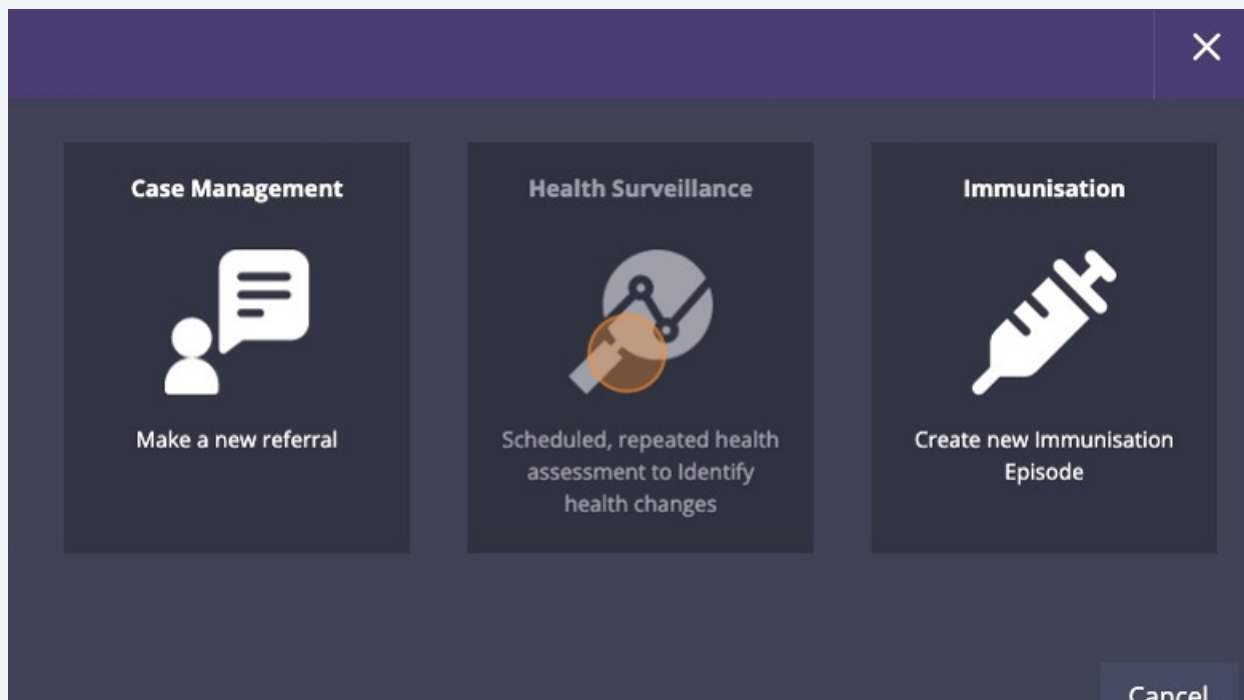 Case Management
Make a new referral
Health Surveillance
Scheduled, repeated health
assessment to Identify
health changes
Immunisation
Create new Immunisation
Episode
Cancel